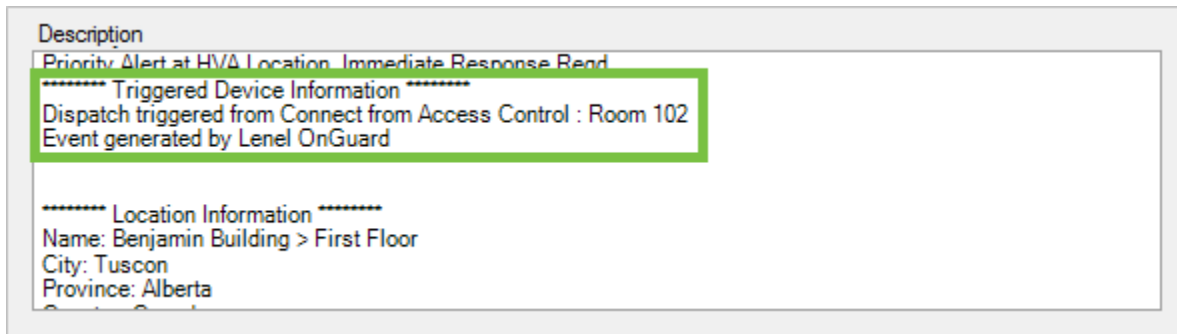 Description
Priority Alert at HVA Location. Immediate Response Reqd
******** Triggered Device Information ********
Dispatch triggered from Connect from Access Control : Room 102
Event generated by Lenel OnGuard
******** Location Information ********
Name: Benjamin Building > First Floor
City: Tuscon
Province: Alberta